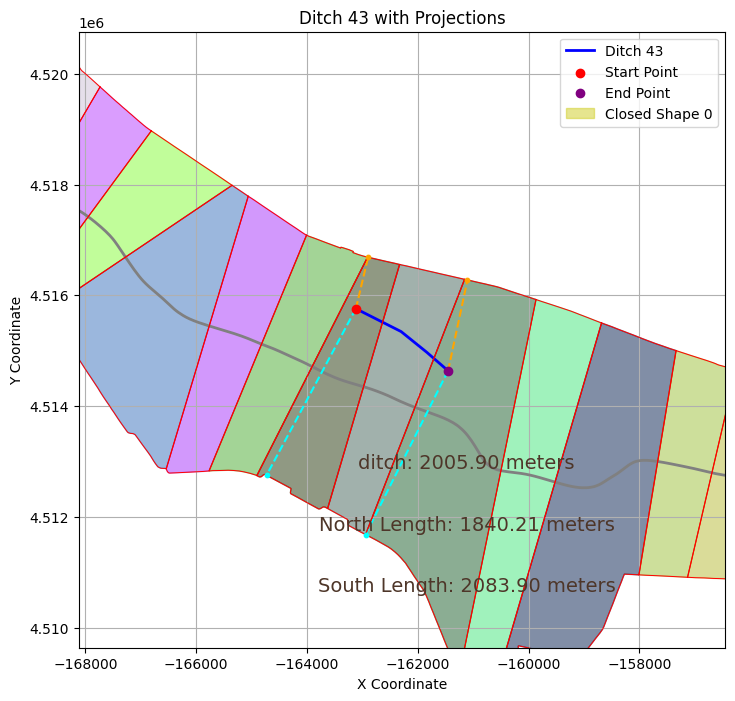 Ditch 43 with Projections
1e6
Ditch 43
Start Point
End Point
Closed Shape 0
4.520
4.518
4.516
4.514
4.512
4.510
Y Coordinate
ditch: 2005.90 meters
North Length: 1840.21 meters
South Length: 2083.90 meters
−168000 −166000 −164000 −162000 −160000 −158000
X Coordinate